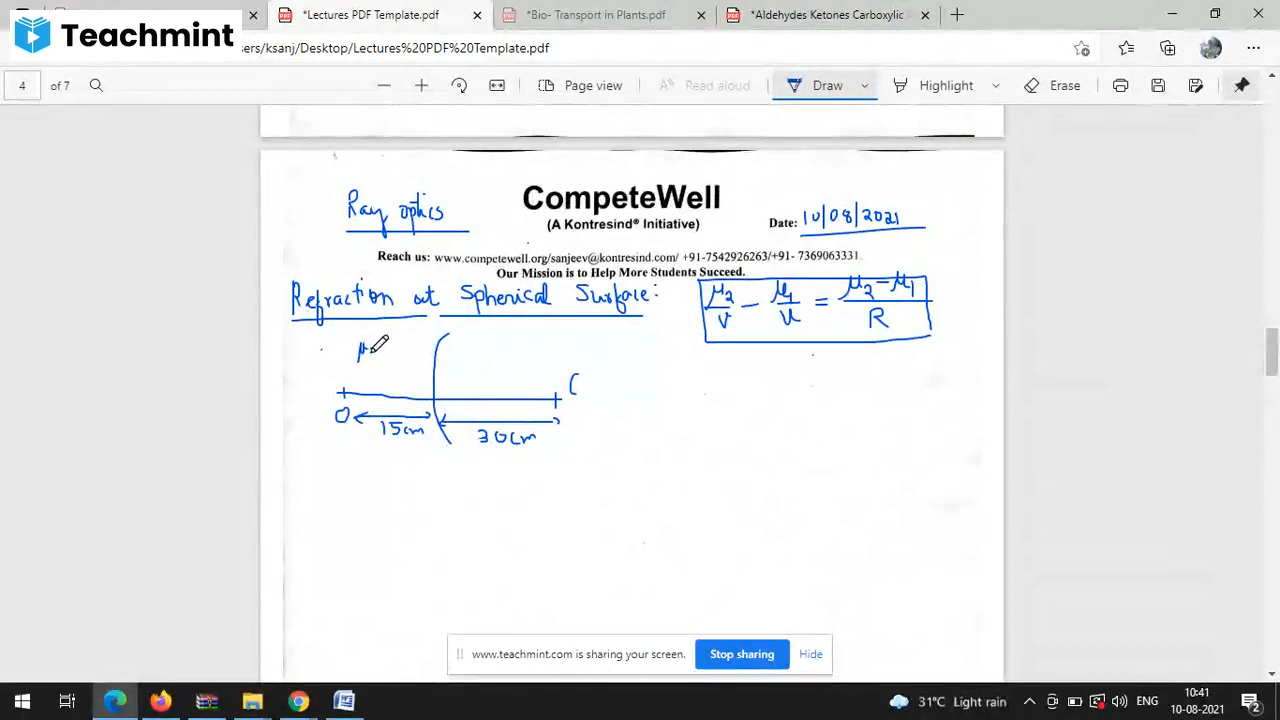 *Lectures PDF Template.pdf
*Bio- Transport in Plants.pdf
*Aldehydes Ketones Carboxylic
Teachmint
ers/ksanj/Desktop/Lectures%20PDF%20Template.pdf
4 of 7
Page view
Read aloud
Draw
Highlight
Erase
Ray optics
CompeteWell
(A Kontresind® Initiative)
Date: 10/08/2021
Reach us: www.competewell.org/sanjeev@kontresind.com/ +91-7542926263/+91- 7369063331.
Our Mission is to Help More Students Succeed.
Refraction at Spherical Surface:
μ2/v - μ1/u = μ2-μ1/R
μ
C
O
15cm
30cm
www.teachmint.com is sharing your screen.
Stop sharing
Hide
31°C Light rain
ENG
10:41
10-08-2021
2